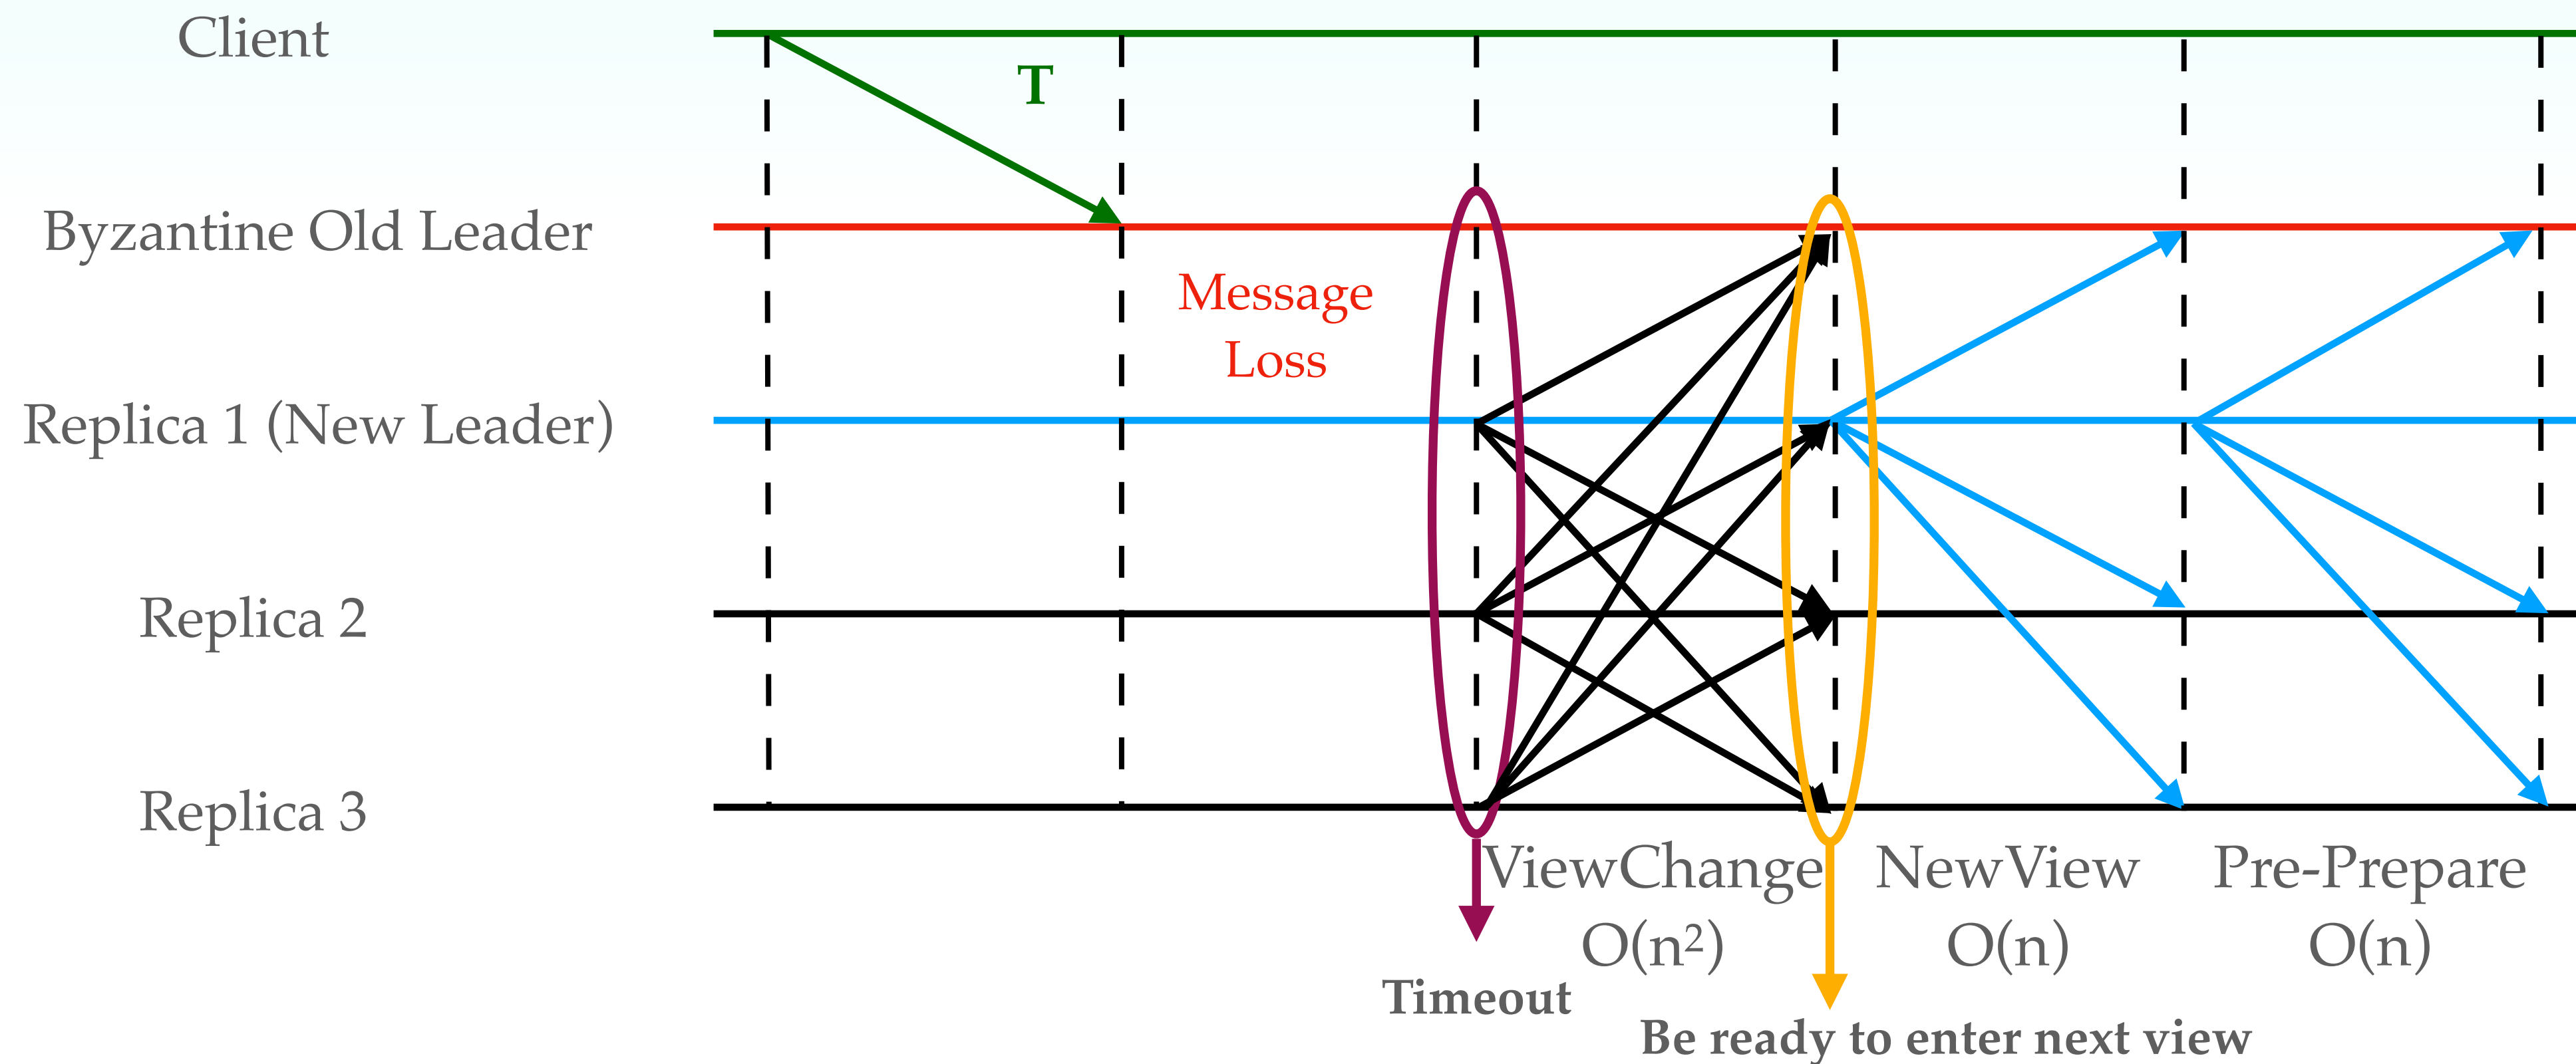 Client
T
Byzantine Old Leader
Message
Loss
Replica 1 (New Leader)
Replica 2
Replica 3
ViewChange
O(n²)
NewView
O(n)
Pre-Prepare
O(n)
Timeout
Be ready to enter next view